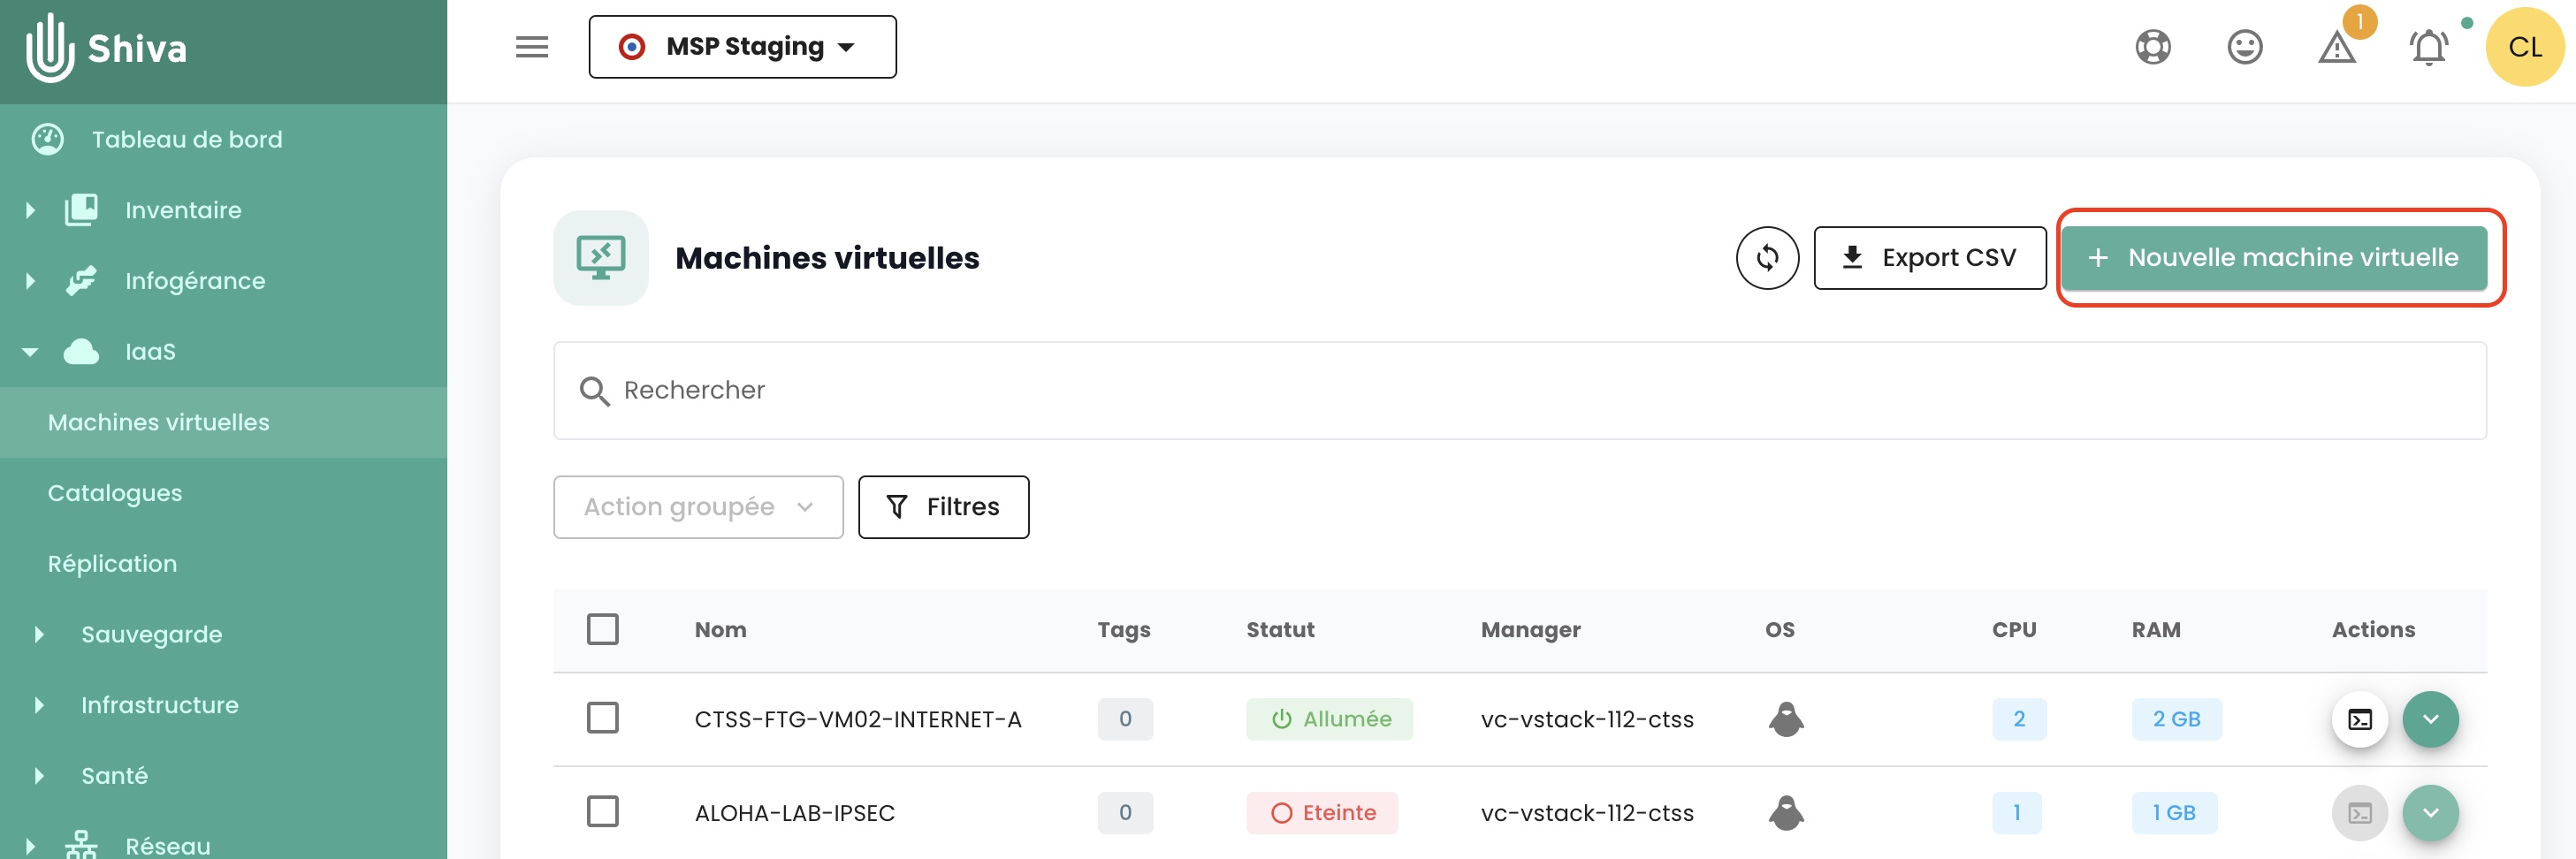 Shiva
MSP Staging
1
CL
Tableau de bord
Inventaire
Infogérance
IaaS
Machines virtuelles
Catalogues
Réplication
Sauvegarde
Infrastructure
Santé
Réseau
Machines virtuelles
Export CSV
+ Nouvelle machine virtuelle
Rechercher
Action groupée
Filtres
Nom Tags Statut Manager OS CPU RAM Actions
CTSS-FTG-VM02-INTERNET-A 0 Allumée vc-vstack-112-ctss 2 2 GB
ALOHA-LAB-IPSEC 0 Eteinte vc-vstack-112-ctss 1 1 GB